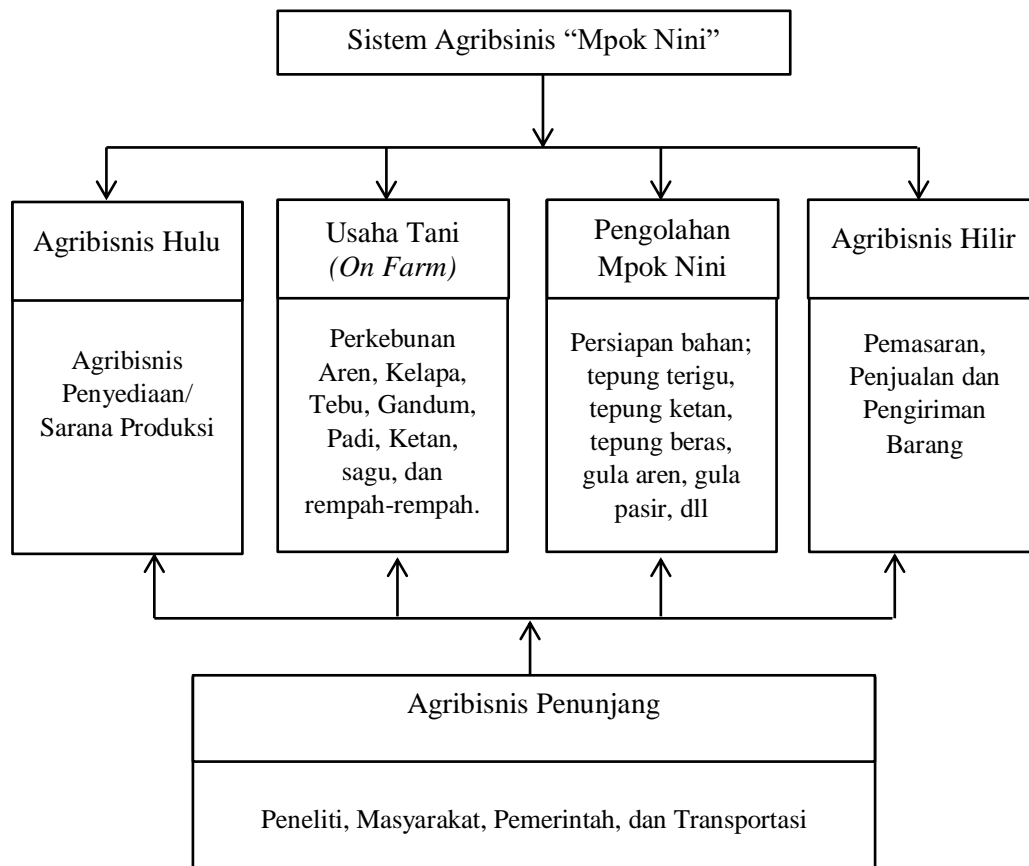 Sistem Agribsinis “Mpok Nini”
Agribisnis Hulu
Agribisnis
Penyediaan/
Sarana Produksi
Usaha Tani
(On Farm)
Perkebunan
Aren, Kelapa,
Tebu, Gandum,
Padi, Ketan,
sagu, dan
rempah-rempah.
Pengolahan
Mpok Nini
Persiapan bahan;
tepung terigu,
tepung ketan,
tepung beras,
gula aren, gula
pasir, dll
Agribisnis Hilir
Pemasaran,
Penjualan dan
Pengiriman
Barang
Agribisnis Penunjang
Peneliti, Masyarakat, Pemerintah, dan Transportasi